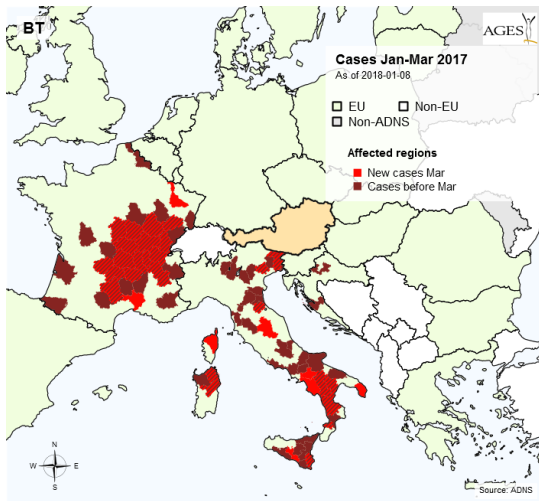 BT
AGES
Cases Jan-Mar 2017
As of 2018-01-08
EU Non-EU
Non-ADNS
Affected regions
New cases Mar
Cases before Mar
N
W E
S
Source: ADNS